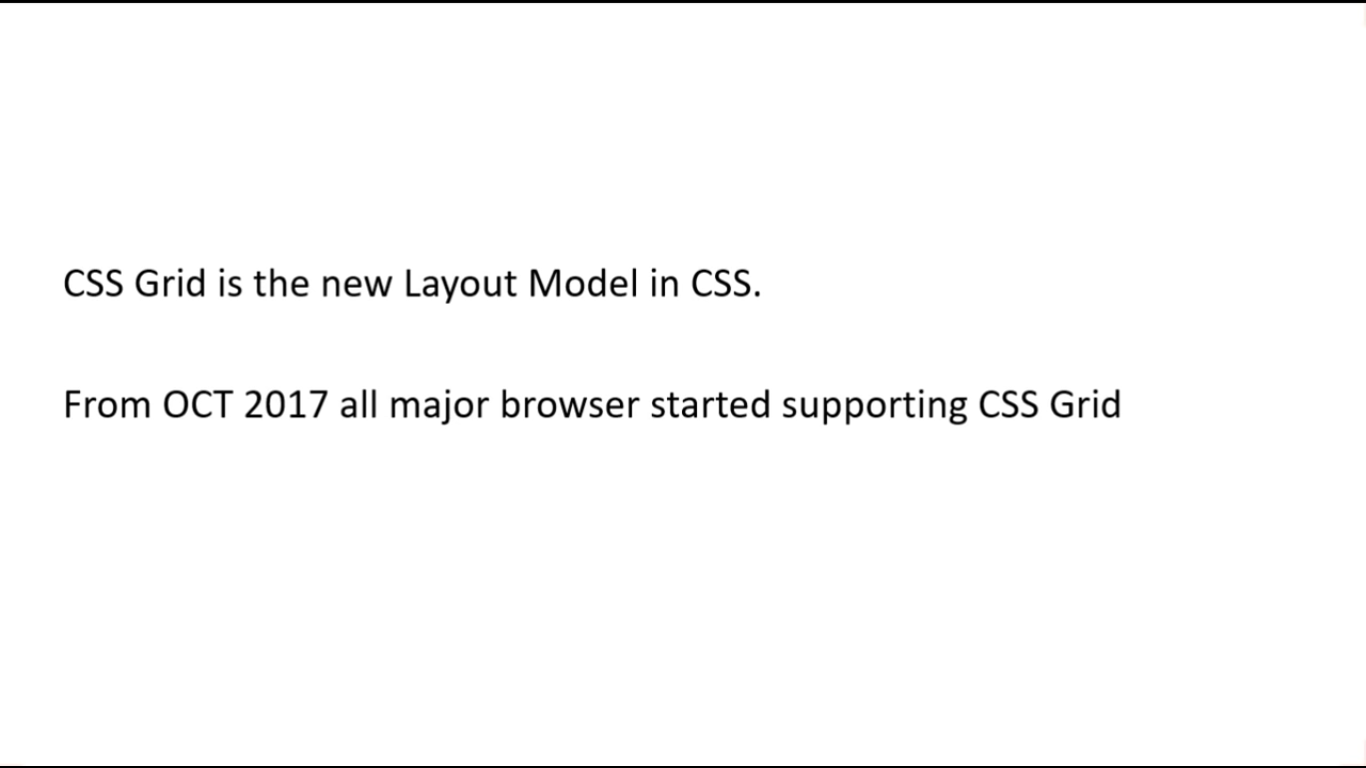 CSS Grid is the new Layout Model in CSS.
From OCT 2017 all major browser started supporting CSS Grid